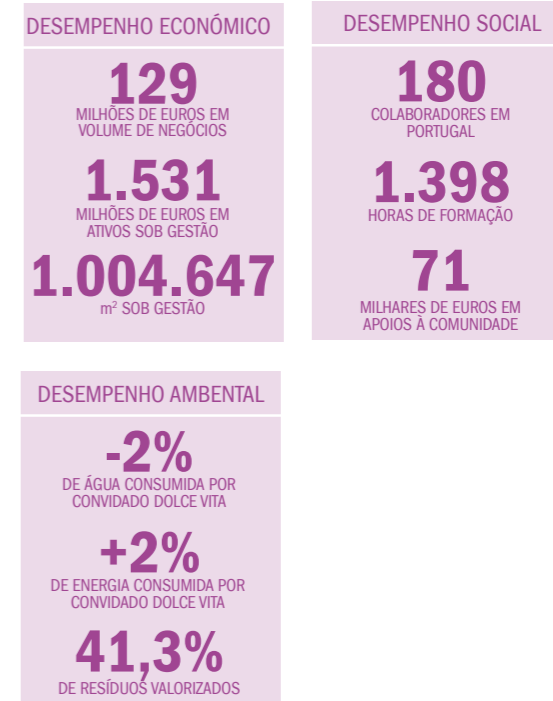 DESEMPENHO ECONÓMICO
129
MILHÕES DE EUROS EM
VOLUME DE NEGÓCIOS
1.531
MILHÕES DE EUROS EM
ATIVOS SOB GESTÃO
1.004.647
m² SOB GESTÃO
DESEMPENHO SOCIAL
180
COLABORADORES EM
PORTUGAL
1.398
HORAS DE FORMAÇÃO
71
MILHARES DE EUROS EM
APOIOS À COMUNIDADE
DESEMPENHO AMBENTAL
-2%
DE ÁGUA CONSUMIDA POR
CONVIDADO DOLCE VITA
+2%
DE ENERGIA CONSUMIDA POR
CONVIDADO DOLCE VITA
41,3%
DE RESÍDUOS VALORIZADOS